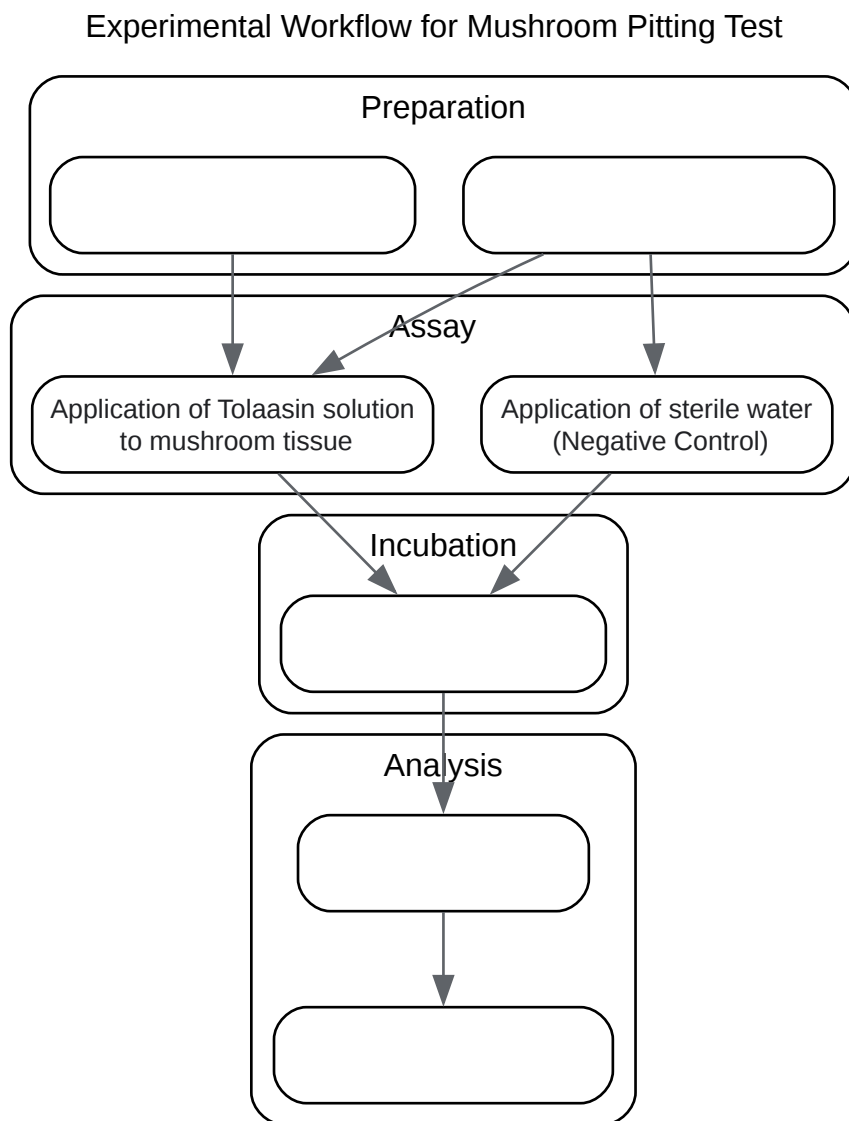 Experimental Workflow for Mushroom Pitting Test
Preparation
Assay
Application of Tolaasin solution
to mushroom tissue
Application of sterile water
(Negative Control)
Incubation
Analysis